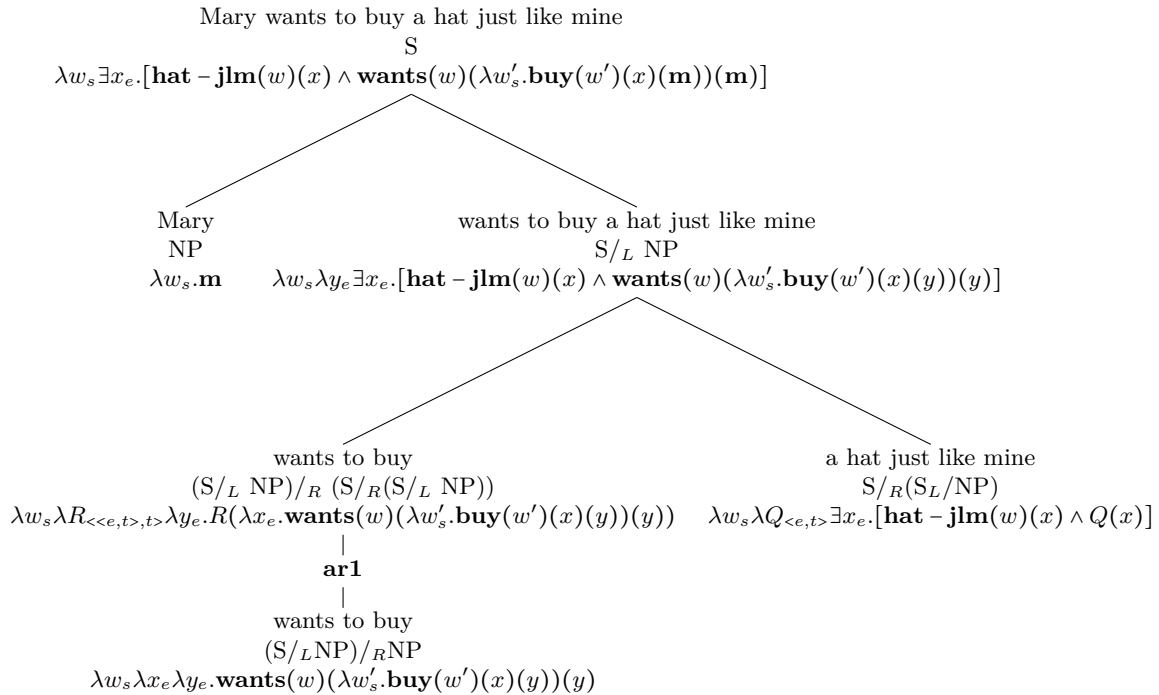 Mary wants to buy a hat just like mine
S
λw_s∃x_e.[hat – jlm(w)(x) ∧ wants(w)(λw′_s.buy(w′)(x)(m))(m)]
Mary
NP
λw_s.m
wants to buy a hat just like mine
S/_L NP
λw_sλy_e∃x_e.[hat – jlm(w)(x) ∧ wants(w)(λw′_s.buy(w′)(x)(y))(y)]
wants to buy
(S/_L NP)/_R (S/_R(S/_L NP))
λw_sλR_<<e,t>,t>λy_e.R(λx_e.wants(w)(λw′_s.buy(w′)(x)(y))(y))
a hat just like mine
S/_R(S_L/NP)
λw_sλQ_<e,t>∃x_e.[hat – jlm(w)(x) ∧ Q(x)]
ar1
wants to buy
(S/_LNP)/_RNP
λw_sλx_eλy_e.wants(w)(λw′_s.buy(w′)(x)(y))(y)